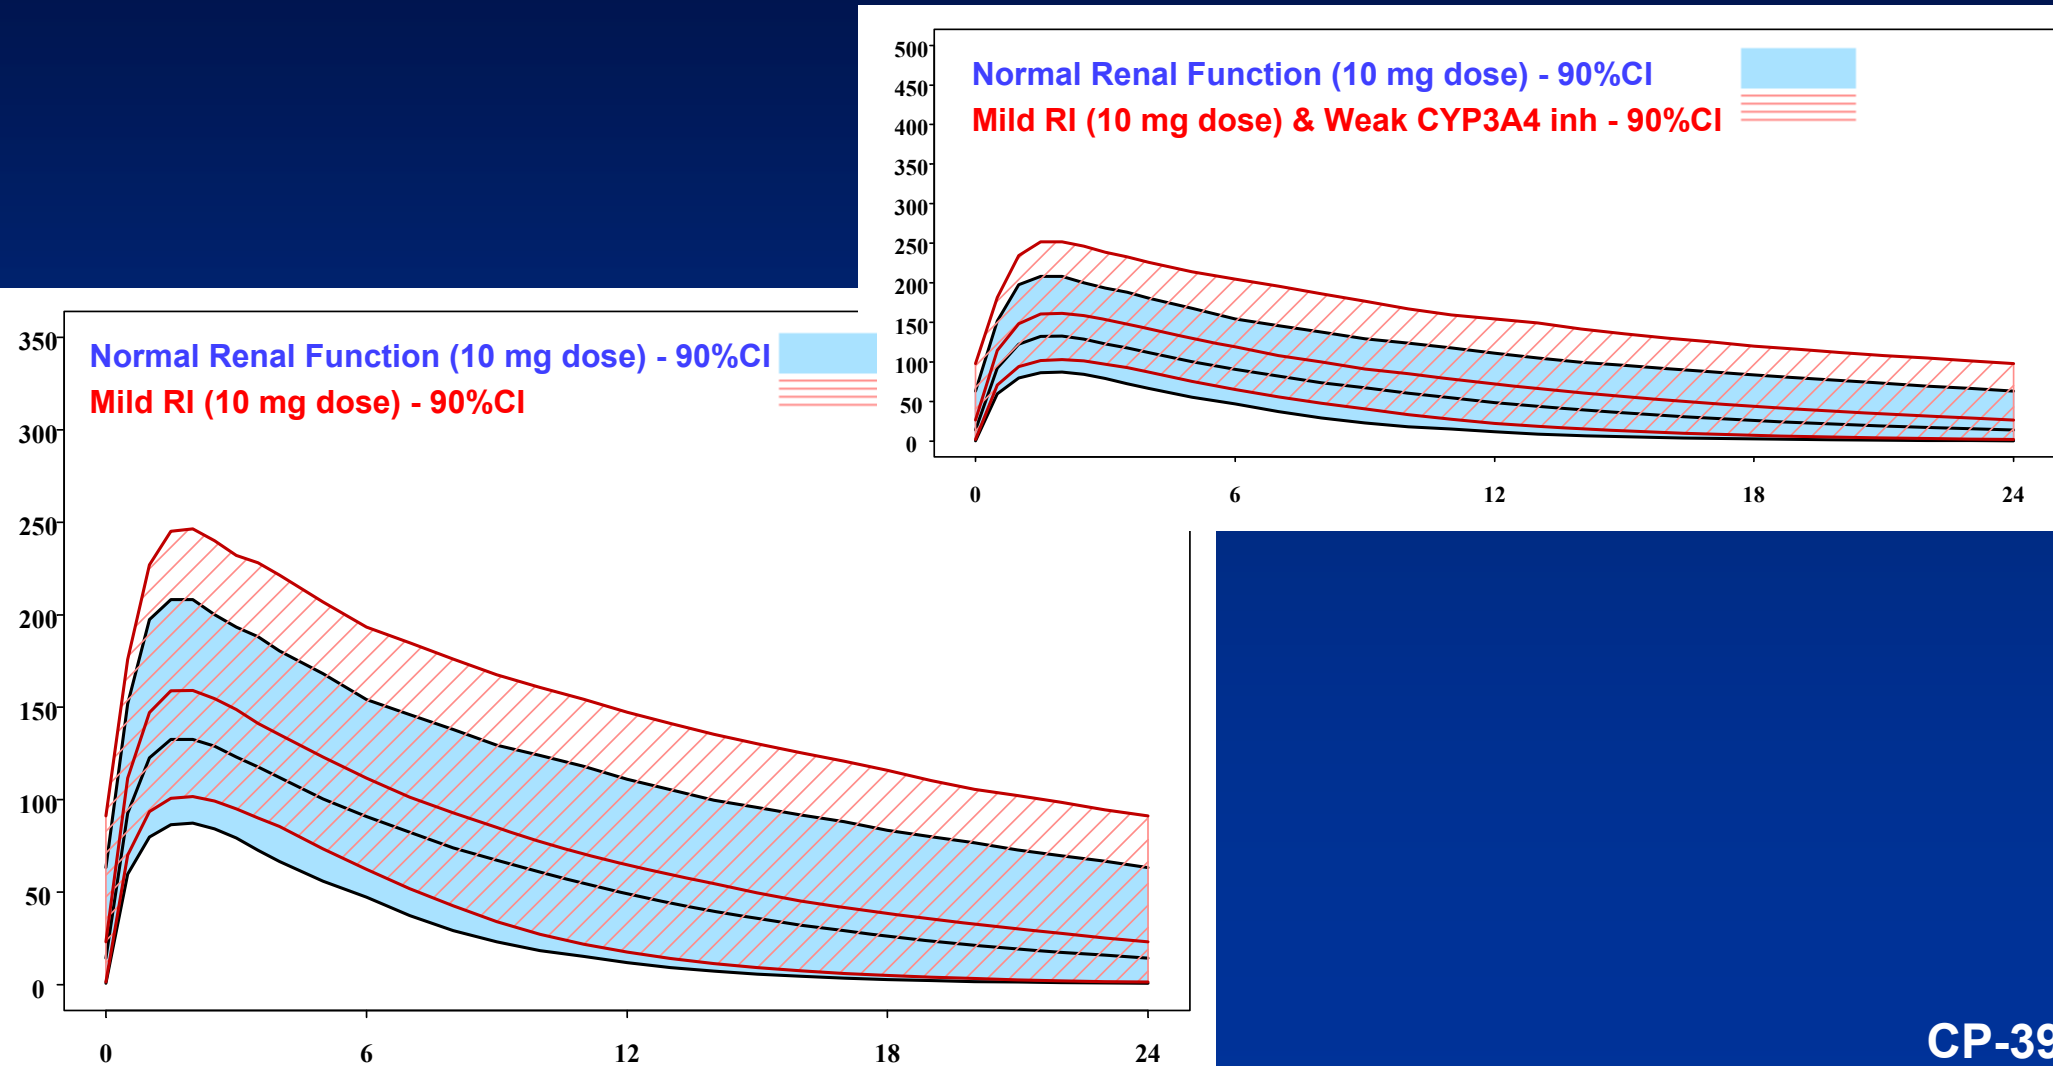 500
450
400
350
300
250
200
150
100
50
0
Normal Renal Function (10 mg dose) - 90%CI
Mild RI (10 mg dose) & Weak CYP3A4 inh - 90%CI
0 6 12 18 24
350
300
250
200
150
100
50
0
Normal Renal Function (10 mg dose) - 90%CI
Mild RI (10 mg dose) - 90%CI
0 6 12 18 24
CP-39